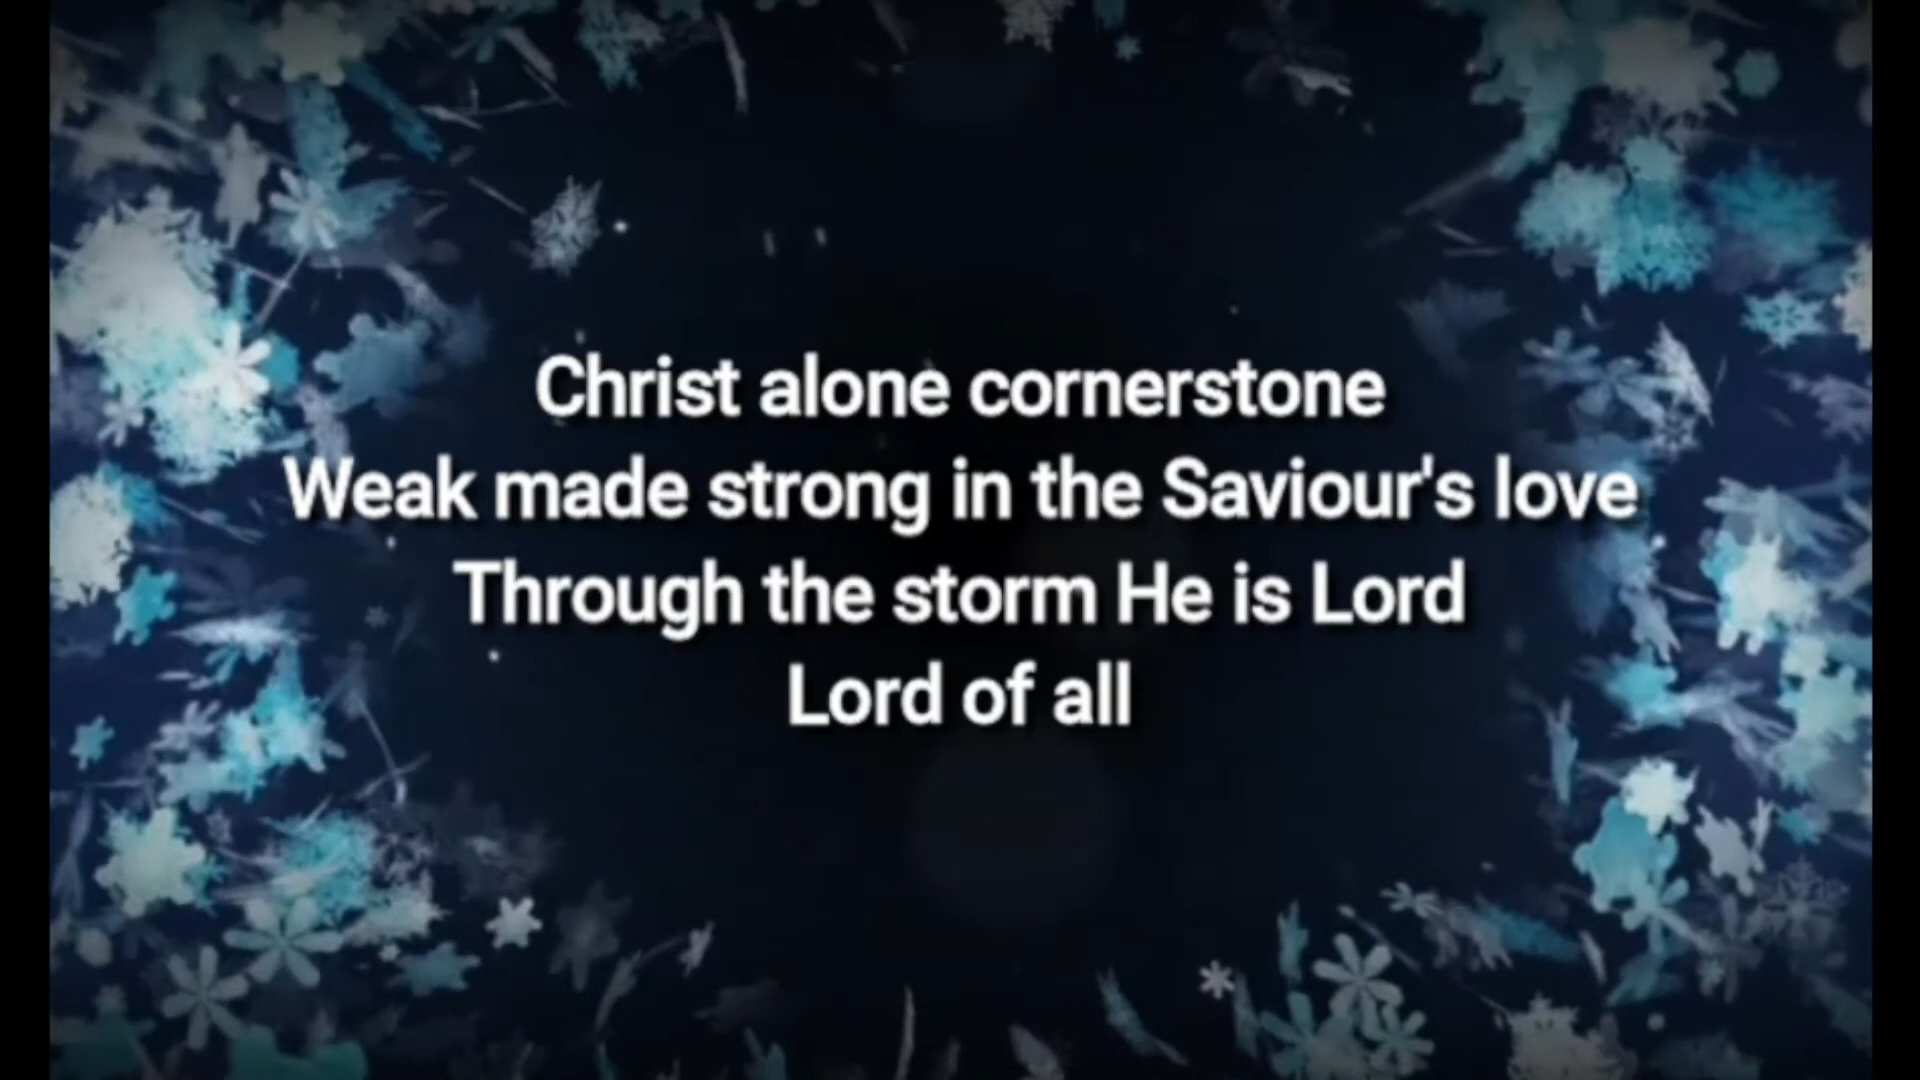 Christ alone cornerstone
Weak made strong in the Saviour's love
Through the storm He is Lord
Lord of all